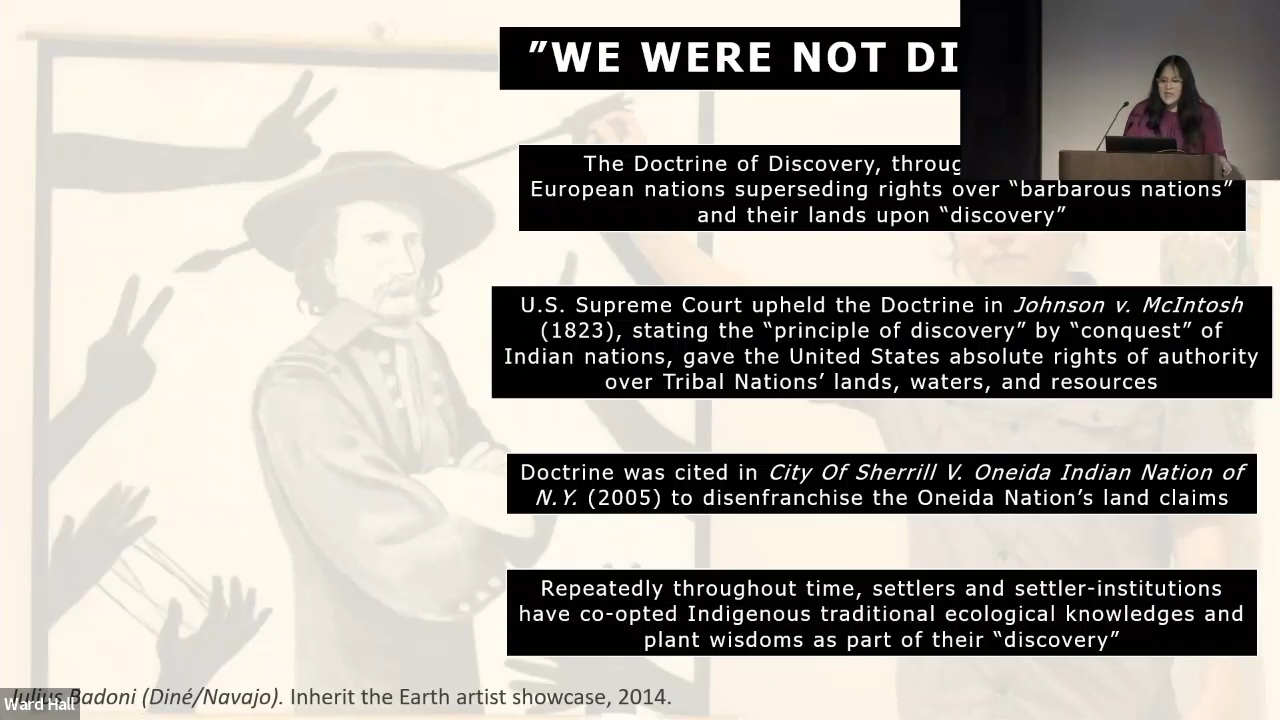 "WE WERE NOT DI
The Doctrine of Discovery, throug
European nations superseding rights over “barbarous nations”
and their lands upon “discovery”
U.S. Supreme Court upheld the Doctrine in Johnson v. McIntosh
(1823), stating the “principle of discovery” by “conquest” of
Indian nations, gave the United States absolute rights of authority
over Tribal Nations’ lands, waters, and resources
Doctrine was cited in City Of Sherrill V. Oneida Indian Nation of
N.Y. (2005) to disenfranchise the Oneida Nation’s land claims
Repeatedly throughout time, settlers and settler-institutions
have co-opted Indigenous traditional ecological knowledges and
plant wisdoms as part of their “discovery”
Julius Badoni (Diné/Navajo). Inherit the Earth artist showcase, 2014.
Ward Hall